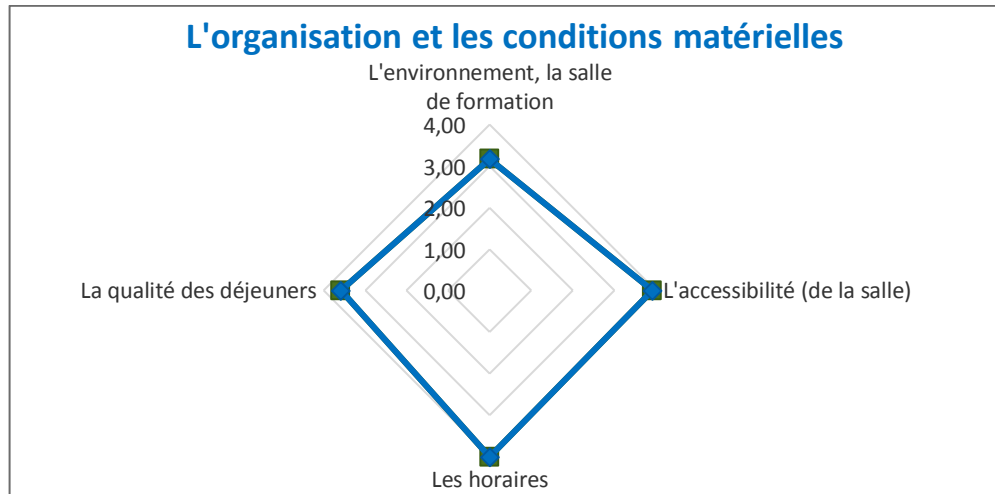 L'organisation et les conditions matérielles
L'environnement, la salle
de formation
4,00
3,00
2,00
1,00
0,00
La qualité des déjeuners
L'accessibilité (de la salle)
Les horaires